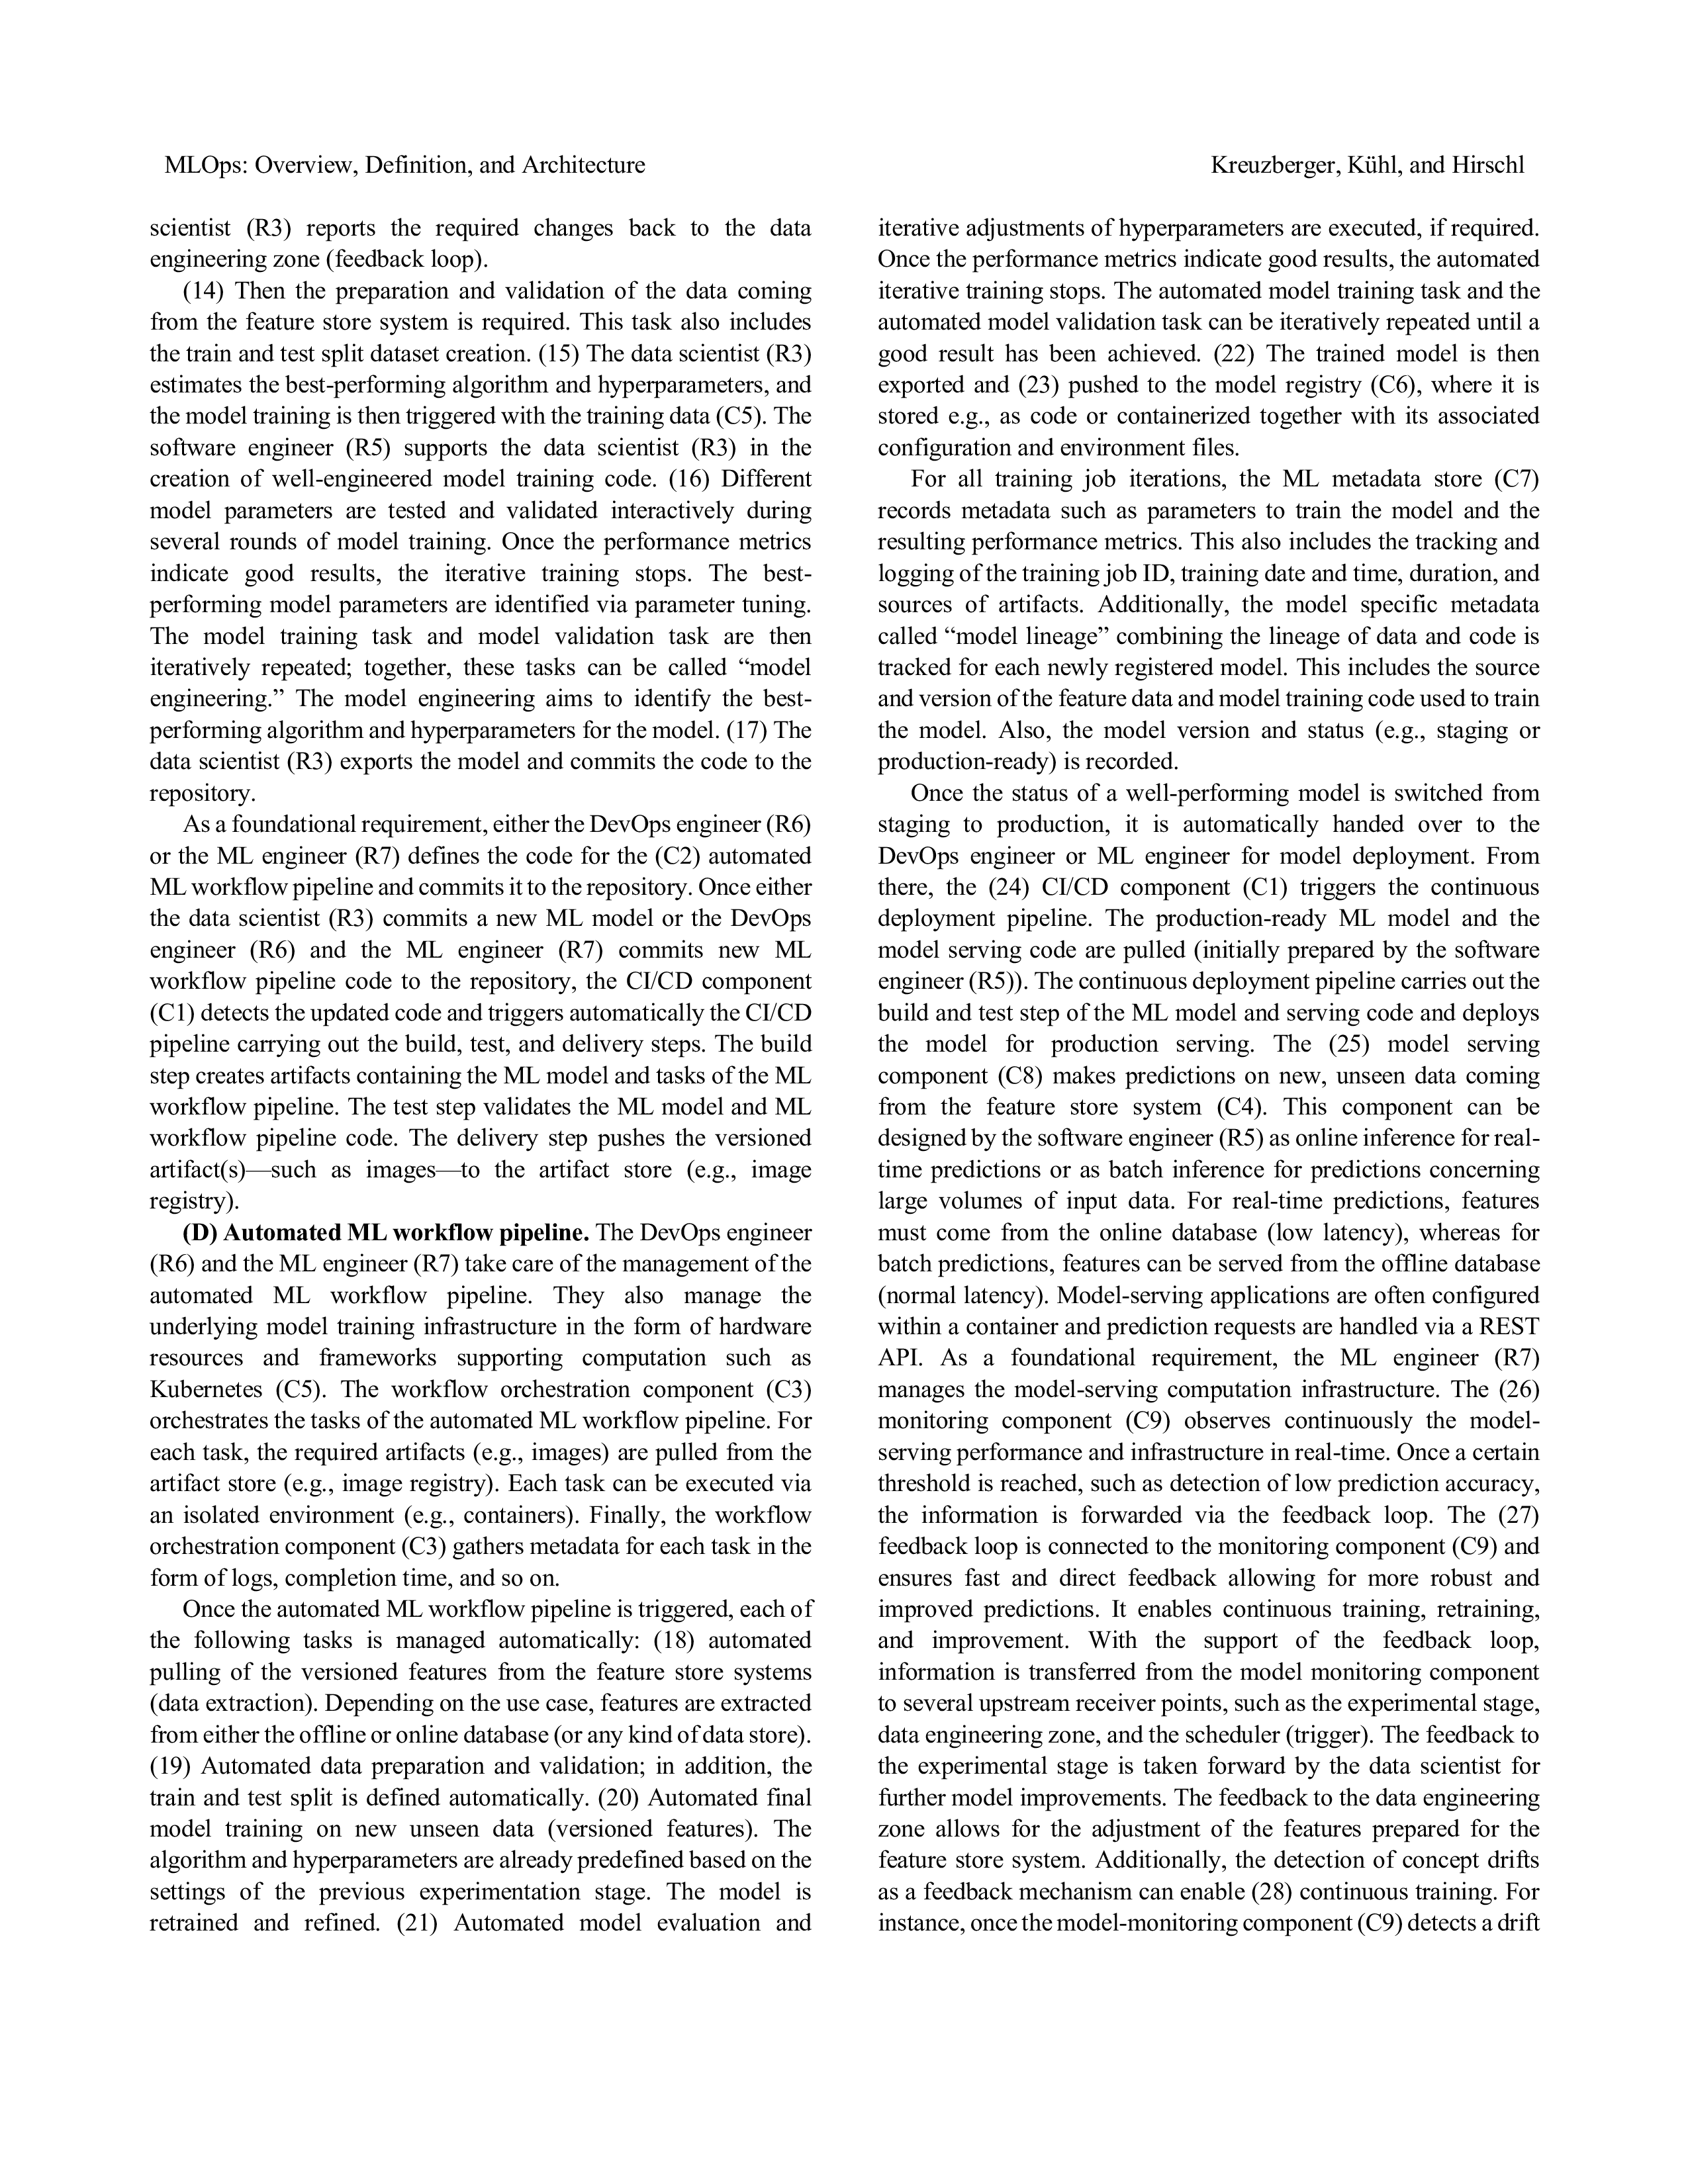 MLOps: Overview, Definition, and Architecture
Kreuzberger, Kühl, and Hirschl
scientist (R3) reports the required changes back to the data
engineering zone (feedback loop).
(14) Then the preparation and validation of the data coming
from the feature store system is required. This task also includes
the train and test split dataset creation. (15) The data scientist (R3)
estimates the best-performing algorithm and hyperparameters, and
the model training is then triggered with the training data (C5). The
software engineer (R5) supports the data scientist (R3) in the
creation of well-engineered model training code. (16) Different
model parameters are tested and validated interactively during
several rounds of model training. Once the performance metrics
indicate good results, the iterative training stops. The best-
performing model parameters are identified via parameter tuning.
The model training task and model validation task are then
iteratively repeated; together, these tasks can be called “model
engineering.” The model engineering aims to identify the best-
performing algorithm and hyperparameters for the model. (17) The
data scientist (R3) exports the model and commits the code to the
repository.
As a foundational requirement, either the DevOps engineer (R6)
or the ML engineer (R7) defines the code for the (C2) automated
ML workflow pipeline and commits it to the repository. Once either
the data scientist (R3) commits a new ML model or the DevOps
engineer (R6) and the ML engineer (R7) commits new ML
workflow pipeline code to the repository, the CI/CD component
(C1) detects the updated code and triggers automatically the CI/CD
pipeline carrying out the build, test, and delivery steps. The build
step creates artifacts containing the ML model and tasks of the ML
workflow pipeline. The test step validates the ML model and ML
workflow pipeline code. The delivery step pushes the versioned
artifact(s)—such as images—to the artifact store (e.g., image
registry).
(D) Automated ML workflow pipeline. The DevOps engineer
(R6) and the ML engineer (R7) take care of the management of the
automated ML workflow pipeline. They also manage the
underlying model training infrastructure in the form of hardware
resources and frameworks supporting computation such as
Kubernetes (C5). The workflow orchestration component (C3)
orchestrates the tasks of the automated ML workflow pipeline. For
each task, the required artifacts (e.g., images) are pulled from the
artifact store (e.g., image registry). Each task can be executed via
an isolated environment (e.g., containers). Finally, the workflow
orchestration component (C3) gathers metadata for each task in the
form of logs, completion time, and so on.
Once the automated ML workflow pipeline is triggered, each of
the following tasks is managed automatically: (18) automated
pulling of the versioned features from the feature store systems
(data extraction). Depending on the use case, features are extracted
from either the offline or online database (or any kind of data store).
(19) Automated data preparation and validation; in addition, the
train and test split is defined automatically. (20) Automated final
model training on new unseen data (versioned features). The
algorithm and hyperparameters are already predefined based on the
settings of the previous experimentation stage. The model is
retrained and refined. (21) Automated model evaluation and
iterative adjustments of hyperparameters are executed, if required.
Once the performance metrics indicate good results, the automated
iterative training stops. The automated model training task and the
automated model validation task can be iteratively repeated until a
good result has been achieved. (22) The trained model is then
exported and (23) pushed to the model registry (C6), where it is
stored e.g., as code or containerized together with its associated
configuration and environment files.
For all training job iterations, the ML metadata store (C7)
records metadata such as parameters to train the model and the
resulting performance metrics. This also includes the tracking and
logging of the training job ID, training date and time, duration, and
sources of artifacts. Additionally, the model specific metadata
called “model lineage” combining the lineage of data and code is
tracked for each newly registered model. This includes the source
and version of the feature data and model training code used to train
the model. Also, the model version and status (e.g., staging or
production-ready) is recorded.
Once the status of a well-performing model is switched from
staging to production, it is automatically handed over to the
DevOps engineer or ML engineer for model deployment. From
there, the (24) CI/CD component (C1) triggers the continuous
deployment pipeline. The production-ready ML model and the
model serving code are pulled (initially prepared by the software
engineer (R5)). The continuous deployment pipeline carries out the
build and test step of the ML model and serving code and deploys
the model for production serving. The (25) model serving
component (C8) makes predictions on new, unseen data coming
from the feature store system (C4). This component can be
designed by the software engineer (R5) as online inference for real-
time predictions or as batch inference for predictions concerning
large volumes of input data. For real-time predictions, features
must come from the online database (low latency), whereas for
batch predictions, features can be served from the offline database
(normal latency). Model-serving applications are often configured
within a container and prediction requests are handled via a REST
API. As a foundational requirement, the ML engineer (R7)
manages the model-serving computation infrastructure. The (26)
monitoring component (C9) observes continuously the model-
serving performance and infrastructure in real-time. Once a certain
threshold is reached, such as detection of low prediction accuracy,
the information is forwarded via the feedback loop. The (27)
feedback loop is connected to the monitoring component (C9) and
ensures fast and direct feedback allowing for more robust and
improved predictions. It enables continuous training, retraining,
and improvement. With the support of the feedback loop,
information is transferred from the model monitoring component
to several upstream receiver points, such as the experimental stage,
data engineering zone, and the scheduler (trigger). The feedback to
the experimental stage is taken forward by the data scientist for
further model improvements. The feedback to the data engineering
zone allows for the adjustment of the features prepared for the
feature store system. Additionally, the detection of concept drifts
as a feedback mechanism can enable (28) continuous training. For
instance, once the model-monitoring component (C9) detects a drift